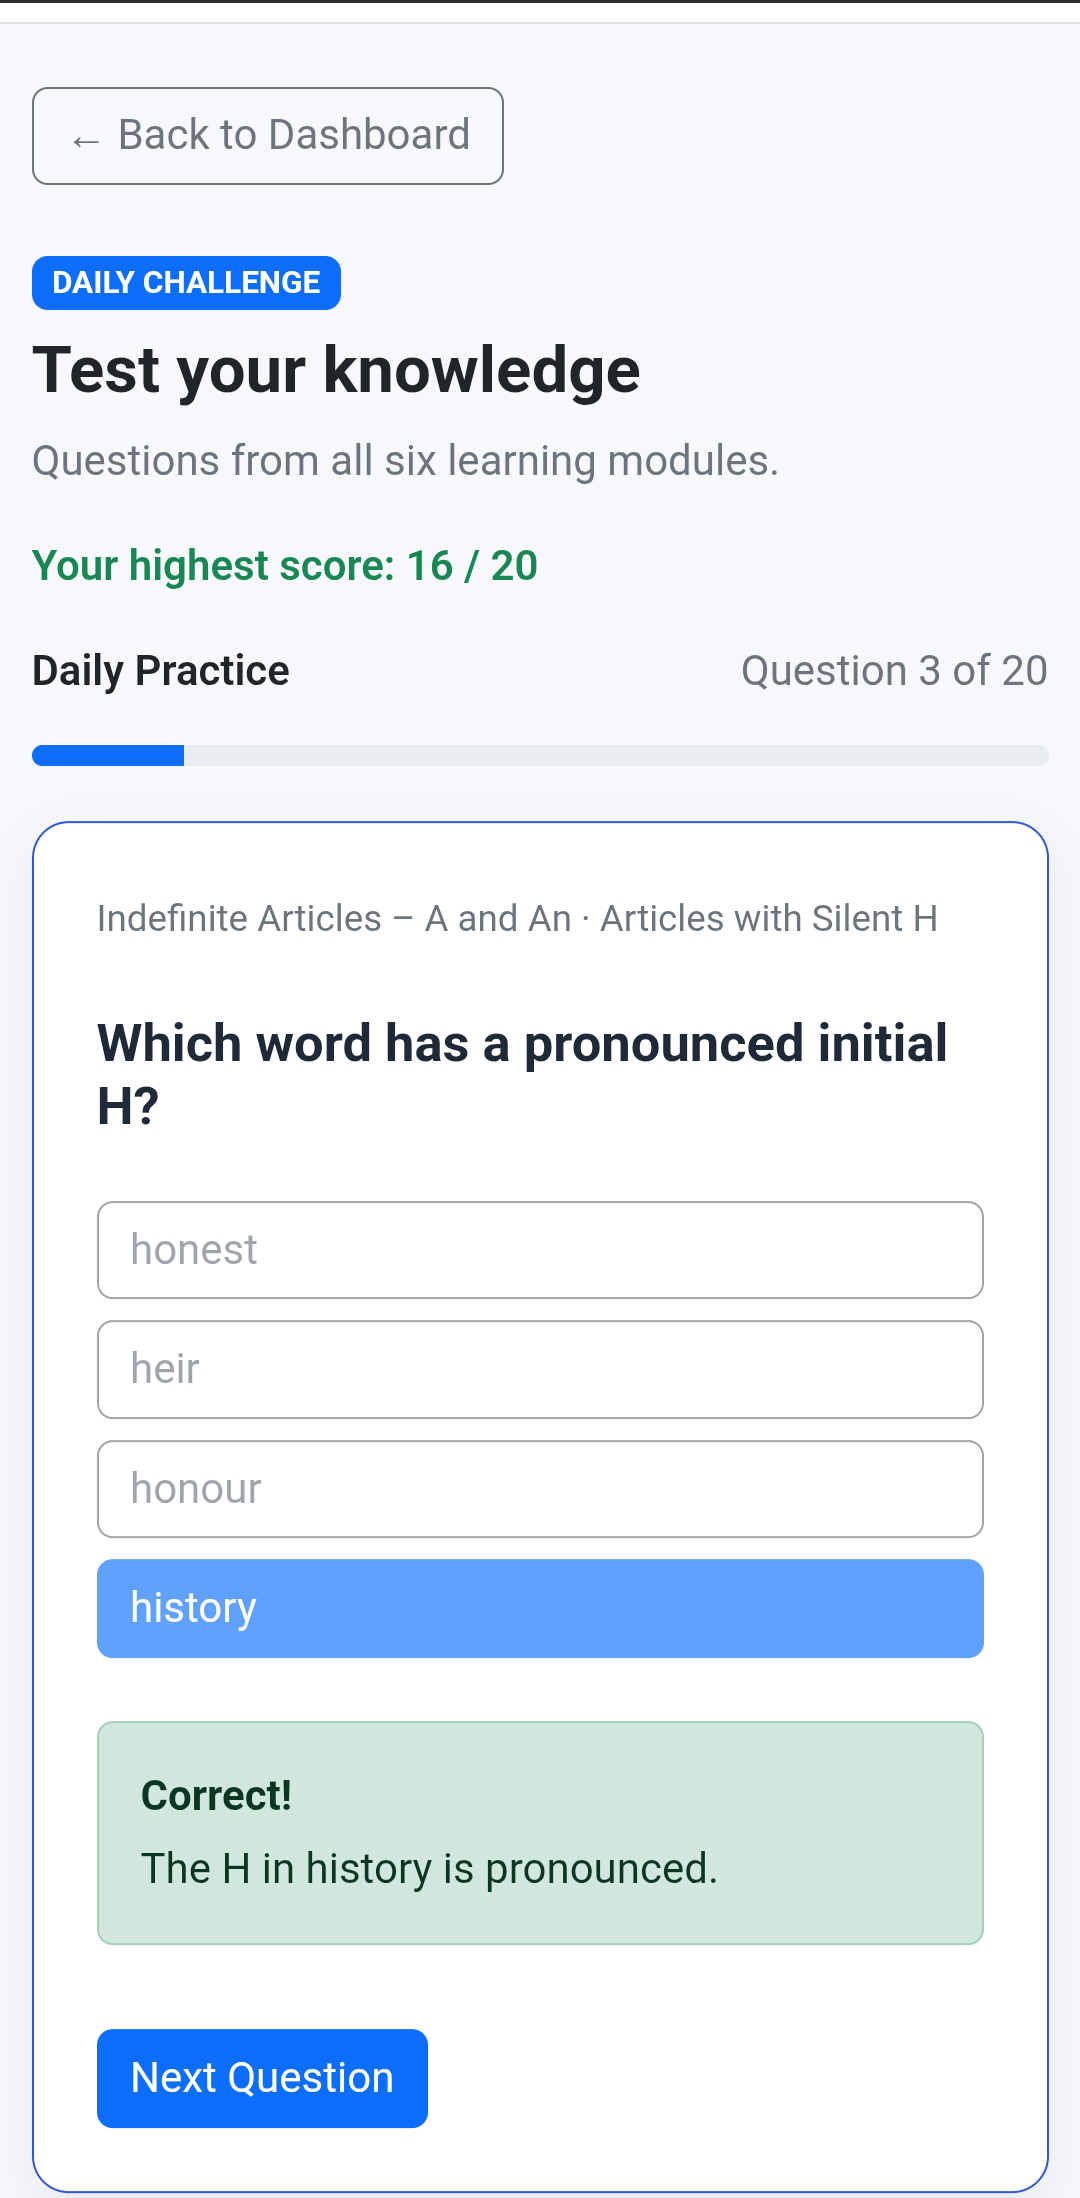 ← Back to Dashboard
DAILY CHALLENGE
Test your knowledge
Questions from all six learning modules.
Your highest score: 16 / 20
Daily Practice
Question 3 of 20
Indefinite Articles – A and An · Articles with Silent H
Which word has a pronounced initial
H?
honest
heir
honour
history
Correct!
The H in history is pronounced.
Next Question